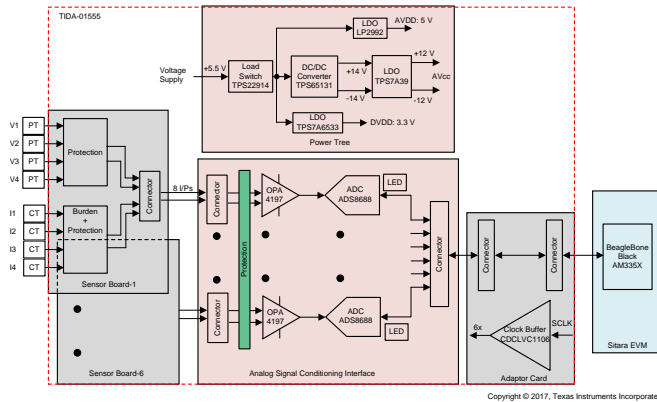 TIDA-01555
LDO
LP2992
AVDD: 5 V
Voltage
Supply
+5.5 V
Load
Switch
TPS22914
DC/DC
Converter
TPS65131
+14 V
-14 V
LDO
TPS7A39
+12 V
AVcc
-12 V
LDO
TPS7A6533
DVDD: 3.3 V
Power Tree
V1
PT
V2
PT
V3
PT
V4
PT
Protection
I1
CT
I2
CT
I3
CT
I4
CT
Burden
+
Protection
Connector
Sensor Board-1
Sensor Board-6
8 I/Ps
Connector
Protection
OPA
4197
ADC
ADS8688
LED
Connector
Connector
OPA
4197
ADC
ADS8688
LED
Analog Signal Conditioning Interface
Connector
Connector
6x
Clock Buffer
CDCLVC1106
SCLK
Adaptor Card
BeagleBone
Black
AM335X
Sitara EVM
Copyright © 2017, Texas Instruments Incorporate